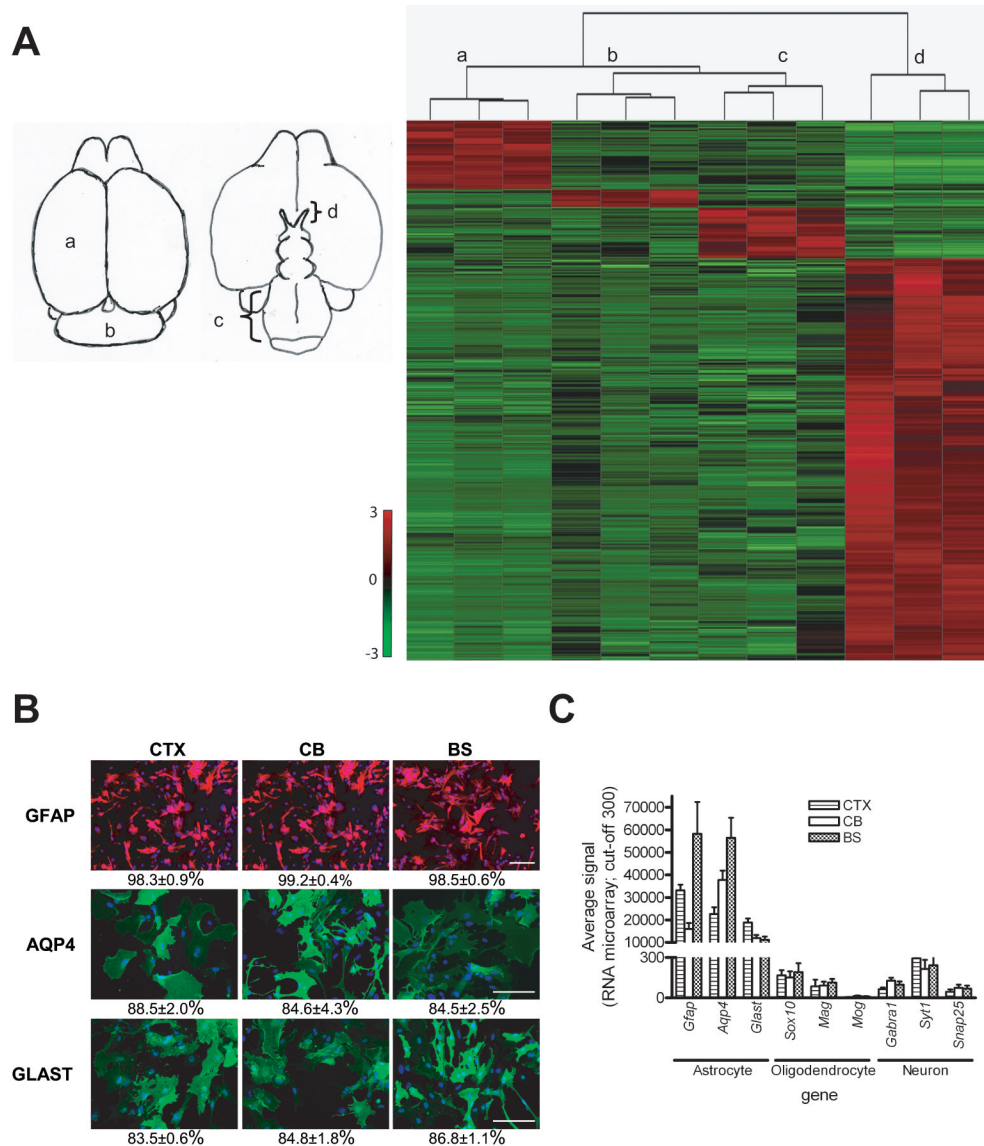 A
a
b
c
d
a
b
c
d
3
0
-3
B
CTX CB BS
GFAP
98.3±0.9% 99.2±0.4% 98.5±0.6%
AQP4
88.5±2.0% 84.6±4.3% 84.5±2.5%
GLAST
83.5±0.6% 84.8±1.8% 86.8±1.1%
C
Average signal
(RNA microarray; cut-off 300)
70000
60000
50000
40000
30000
20000
10000
300
0
CTX
CB
BS
Gfap
Aqp4
Glast
Sox10
Mag
Mog
Gabra1
Syt1
Snap25
Astrocyte Oligodendrocyte Neuron
gene